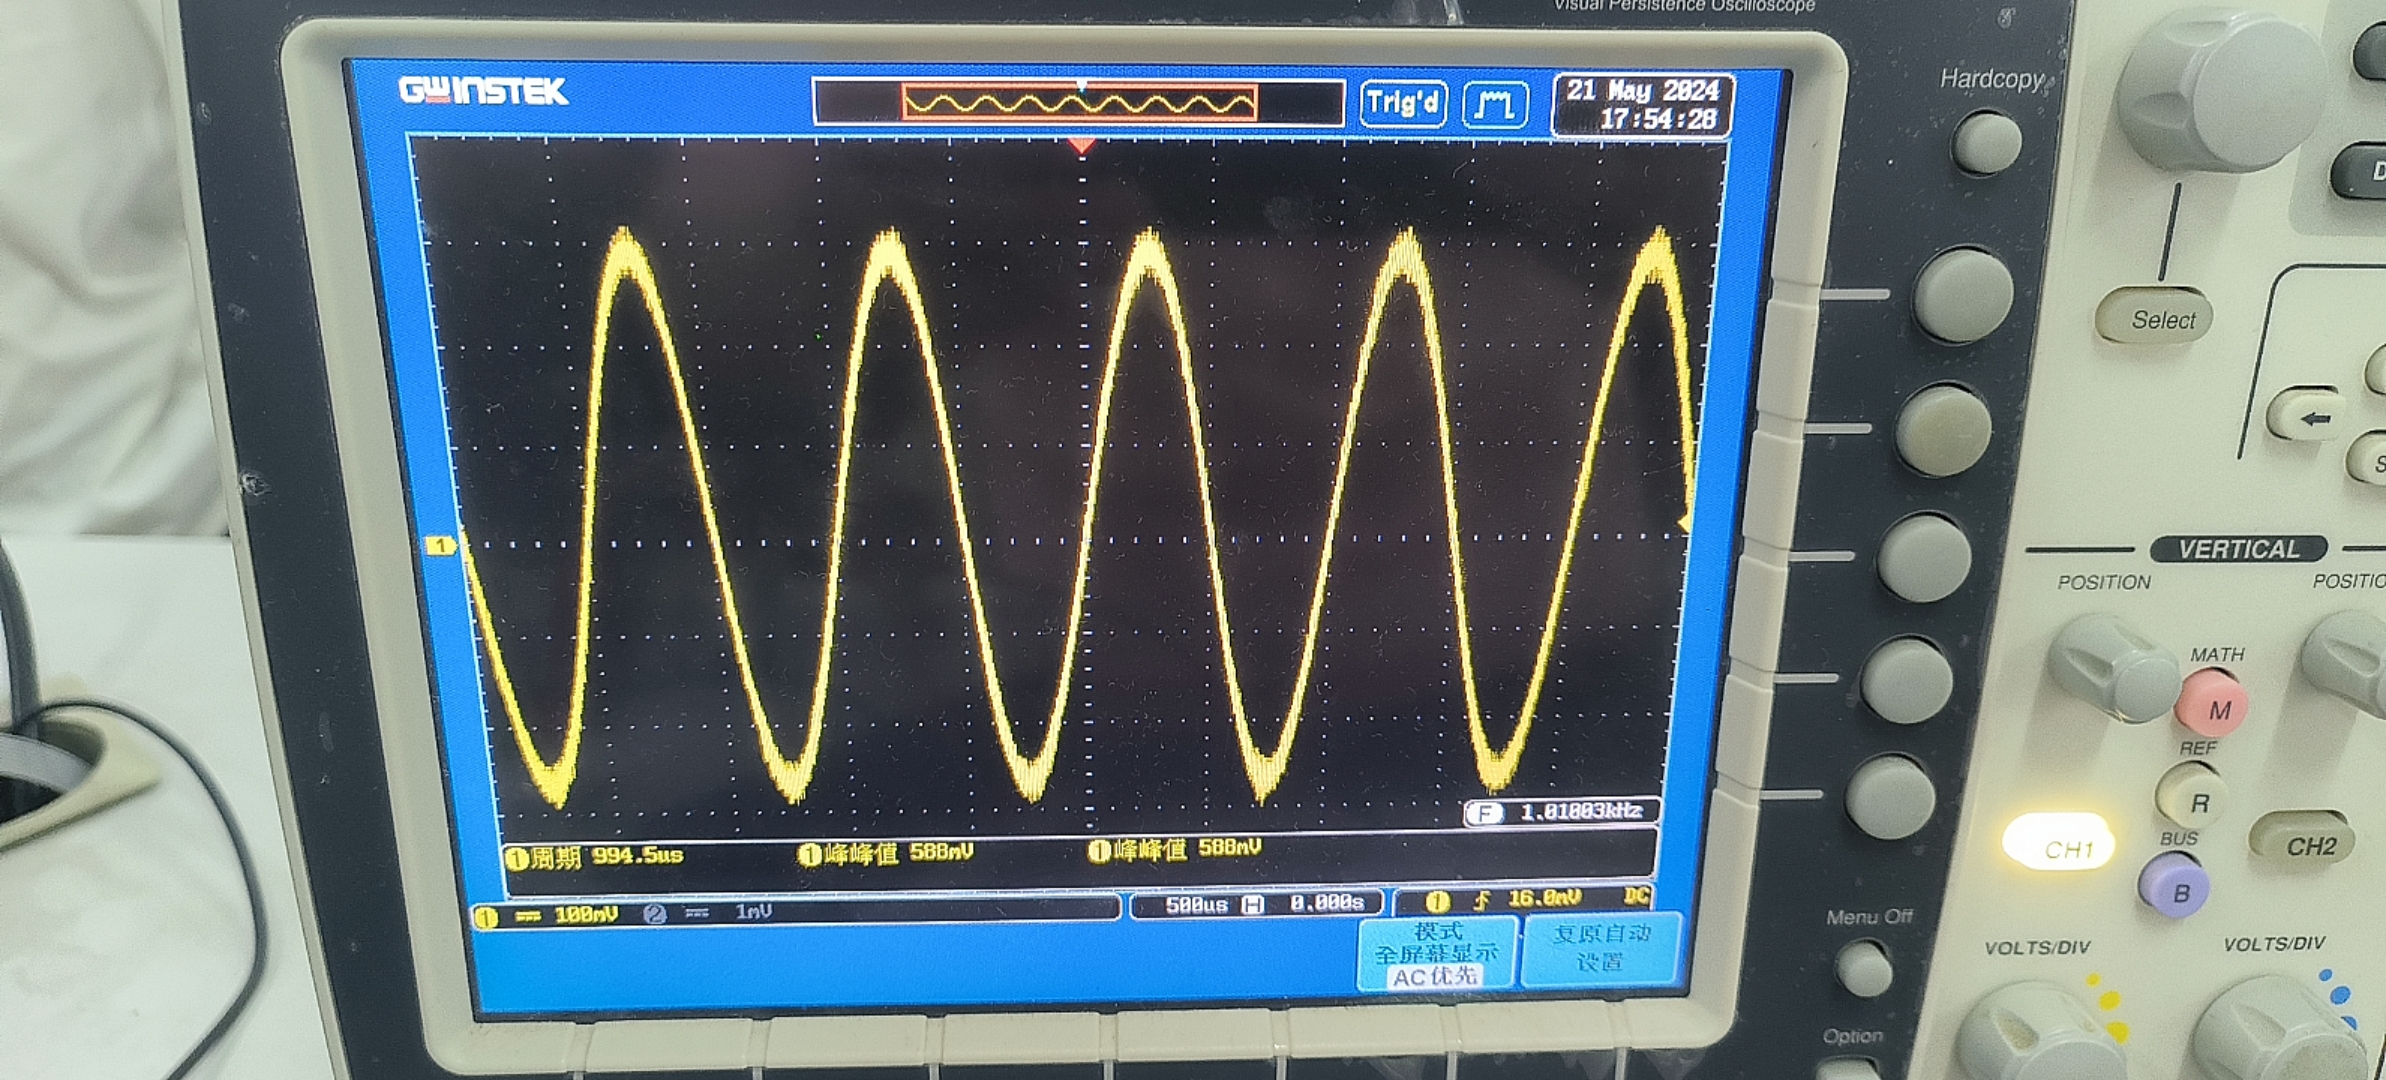 Visual Persistence Oscilloscope
GWINSTEK
Trig'd
21 May 2024
17:54:28
Hardcopy
D
Select
S
1
VERTICAL
POSITION
POSITIO
MATH
M
REF
R
BUS
B
CH1
CH2
F 1.01003kHz
1 周期 994.5us
1 峰峰值 588mV
1 峰峰值 588mV
1 100mV 2 1mV
500us H 0.000s
1 16.0mV DC
模式
全屏幕显示
AC优先
复原自动
设置
Menu Off
VOLTS/DIV
VOLTS/DIV
Option